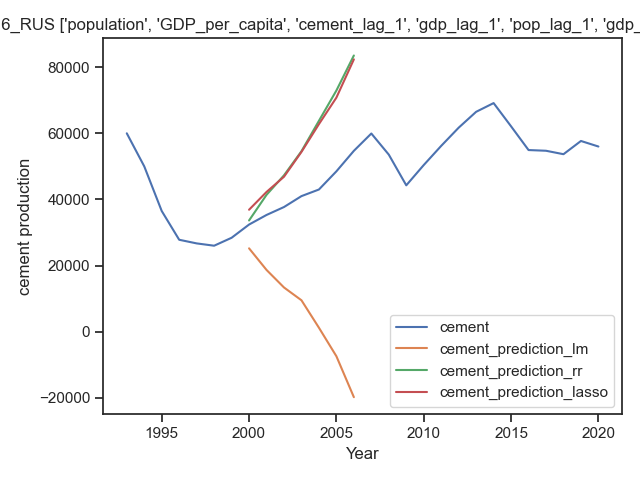 6_RUS ['population', 'GDP_per_capita', 'cement_lag_1', 'gdp_lag_1', 'pop_lag_1', 'gdp_
80000
60000
40000
20000
0
−20000
cement production
1995
2000
2005
2010
2015
2020
Year
cement
cement_prediction_lm
cement_prediction_rr
cement_prediction_lasso